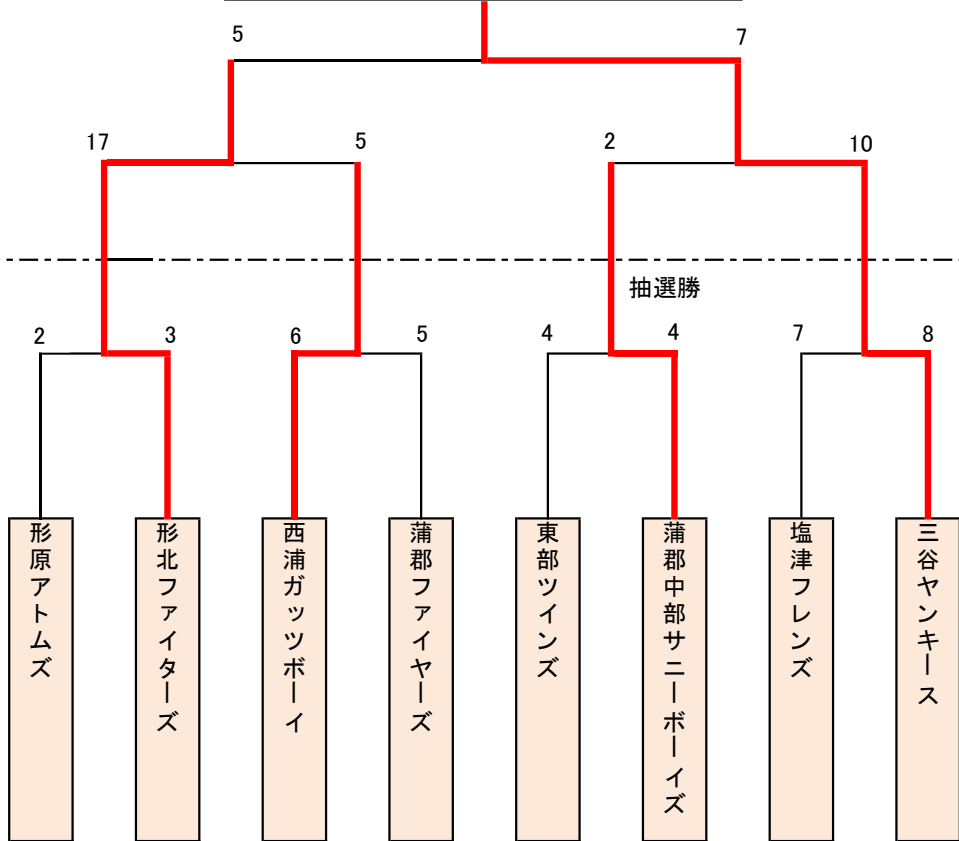 5
7
17
5
2
10
抽選勝
2
3
6
5
4
4
7
8
形原アトムズ
形北ファイターズ
西浦ガッツボーイ
蒲郡ファイヤーズ
東部ツインズ
蒲郡中部サニーボーイズ
塩津フレンズ
三谷ヤンキース